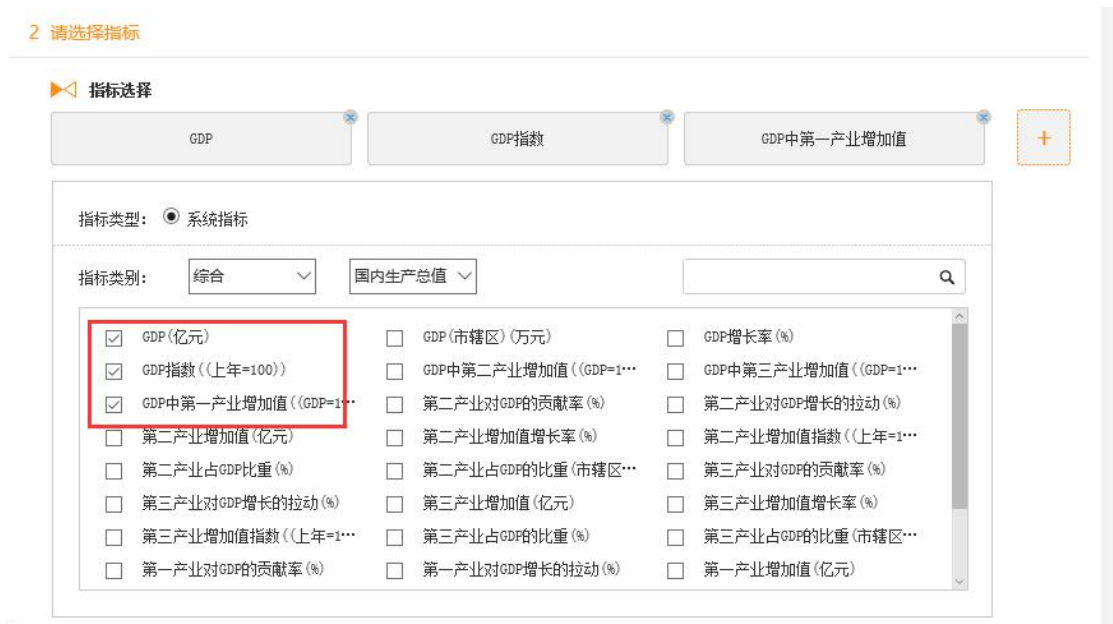 2 请选择指标
指标选择
GDP GDP指数 GDP中第一产业增加值 +
指标类型: 系统指标
指标类别: 综合 国内生产总值
GDP(亿元) GDP(市辖区)(万元) GDP增长率(%)
GDP指数((上年=100)) GDP中第二产业增加值((GDP=1… GDP中第三产业增加值((GDP=1…
GDP中第一产业增加值((GDP=1… 第二产业对GDP的贡献率(%) 第二产业对GDP增长的拉动(%)
第二产业增加值(亿元) 第二产业增加值增长率(%) 第二产业增加值指数((上年=1…
第二产业占GDP比重(%) 第二产业占GDP的比重(市辖区… 第三产业对GDP的贡献率(%)
第三产业对GDP增长的拉动(%) 第三产业增加值(亿元) 第三产业增加值增长率(%)
第三产业增加值指数((上年=1… 第三产业占GDP的比重(%) 第三产业占GDP的比重(市辖区…
第一产业对GDP的贡献率(%) 第一产业对GDP增长的拉动(%) 第一产业增加值(亿元)